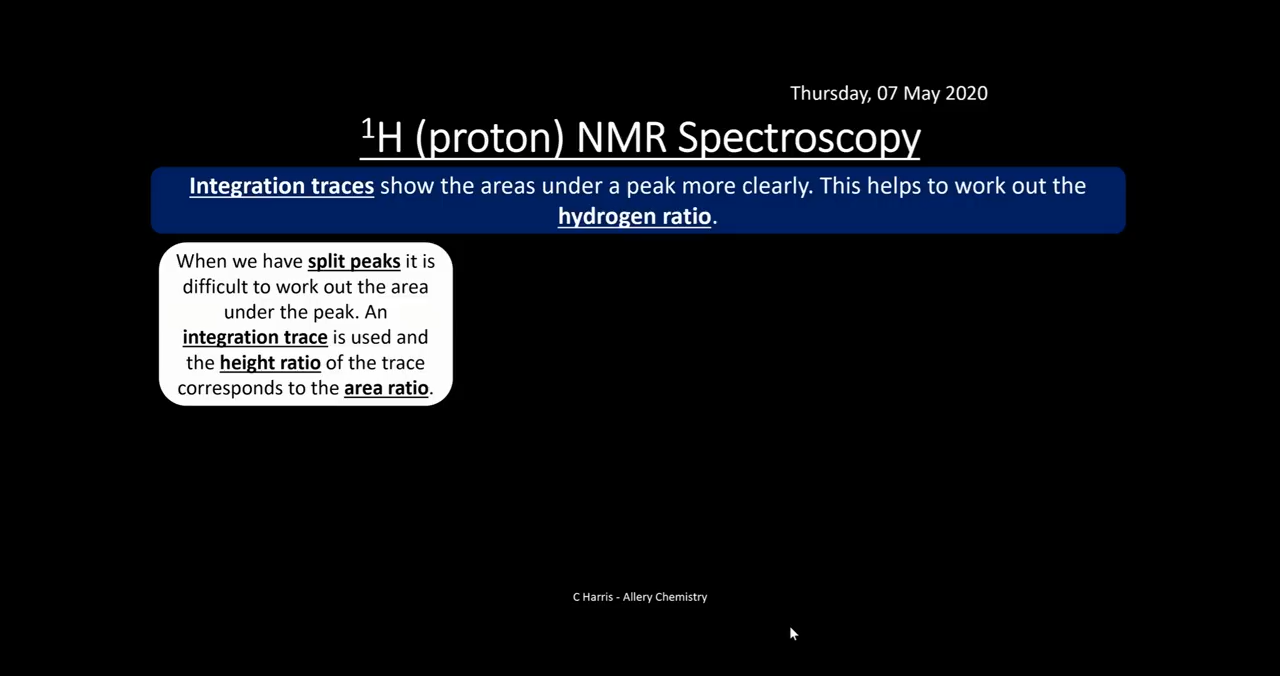 Thursday, 07 May 2020
¹H (proton) NMR Spectroscopy
Integration traces show the areas under a peak more clearly. This helps to work out the
hydrogen ratio.
When we have split peaks it is
difficult to work out the area
under the peak. An
integration trace is used and
the height ratio of the trace
corresponds to the area ratio.
C Harris - Allery Chemistry